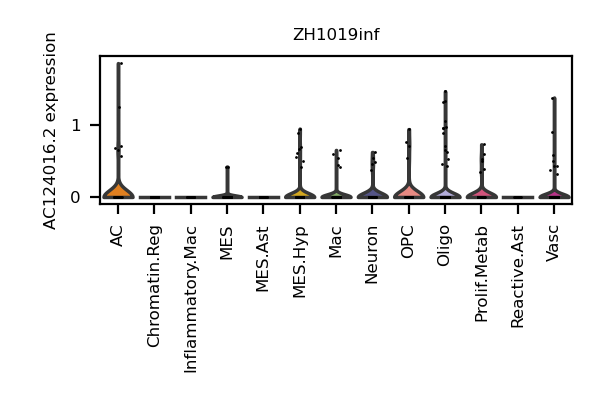 ZH1019inf
AC124016.2 expression
1
0
AC
Chromatin.Reg
Inflammatory.Mac
MES
MES.Ast
MES.Hyp
Mac
Neuron
OPC
Oligo
Prolif.Metab
Reactive.Ast
Vasc